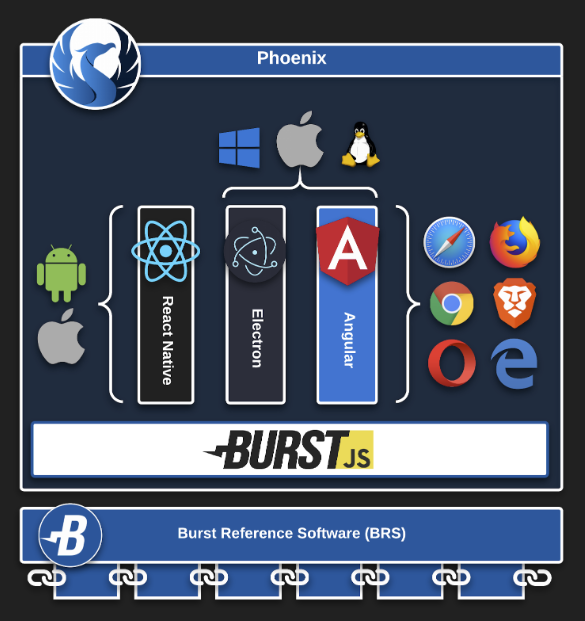 Phoenix
React Native
Electron
Angular
BURST JS
Burst Reference Software (BRS)